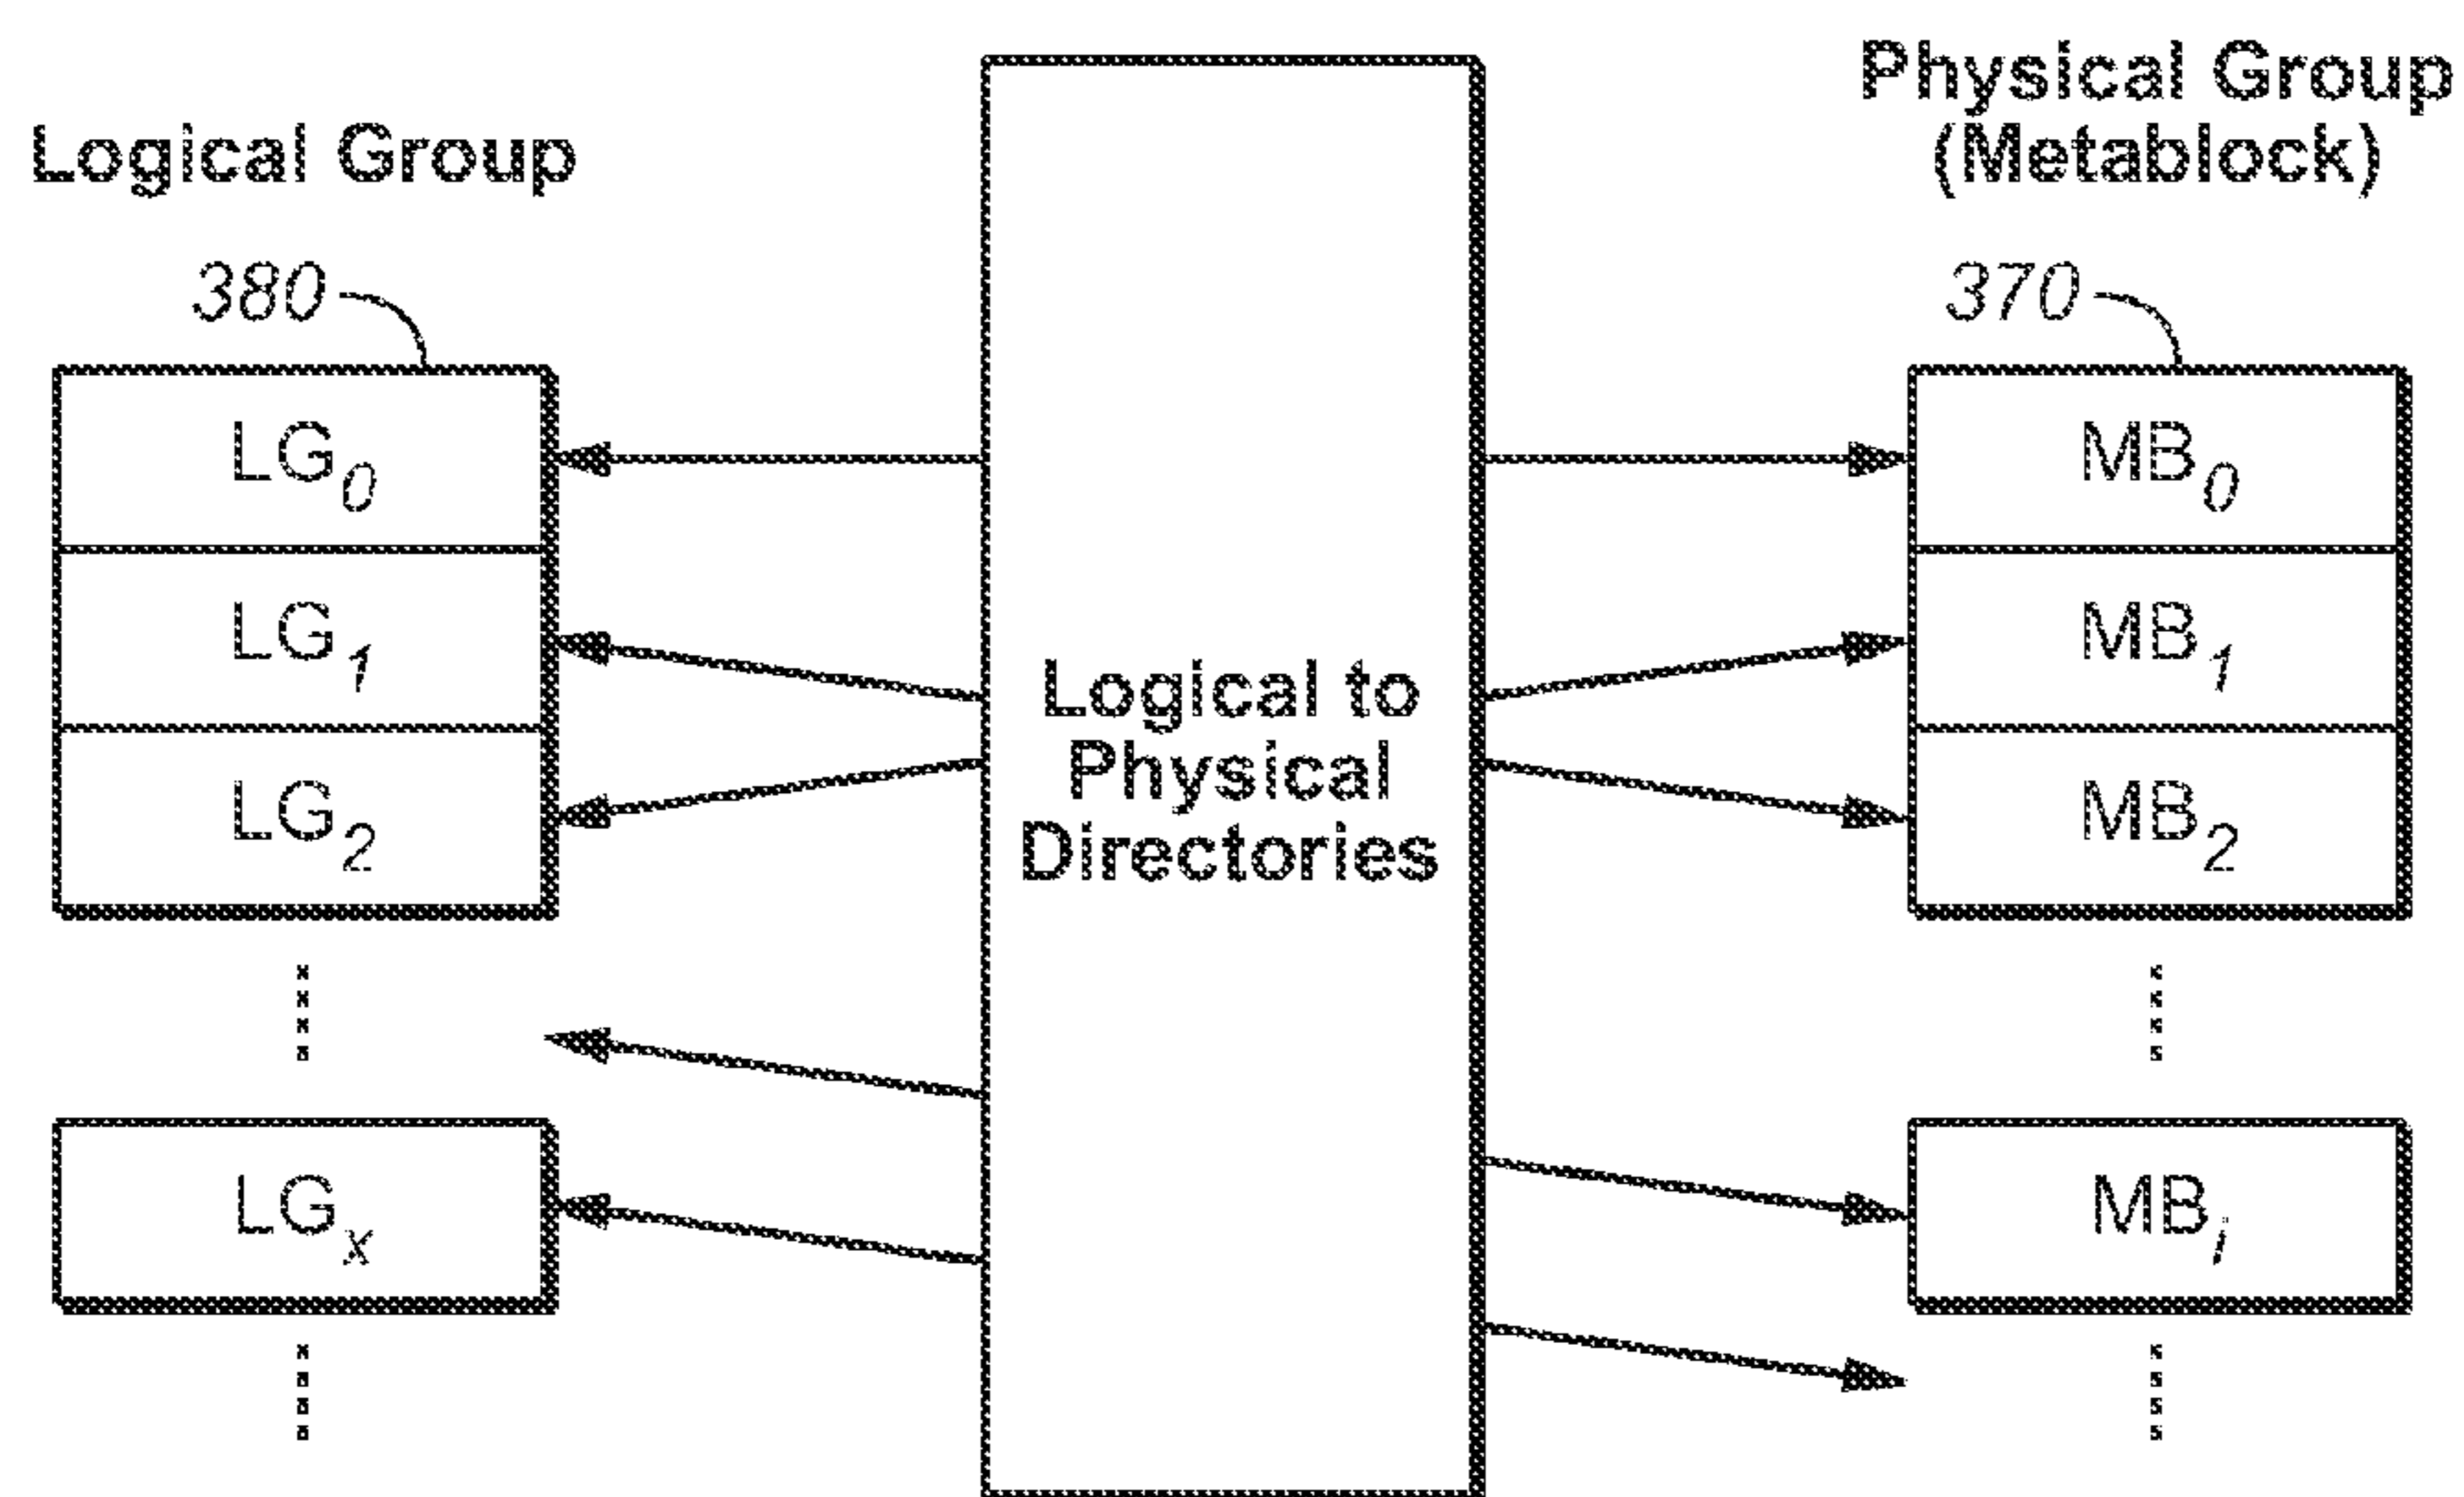 Logical Group
380
LG0
LG1
LG2
LGx
Logical to
Physical
Directories
Physical Group
(Metablock)
370
MB0
MB1
MB2
MBi